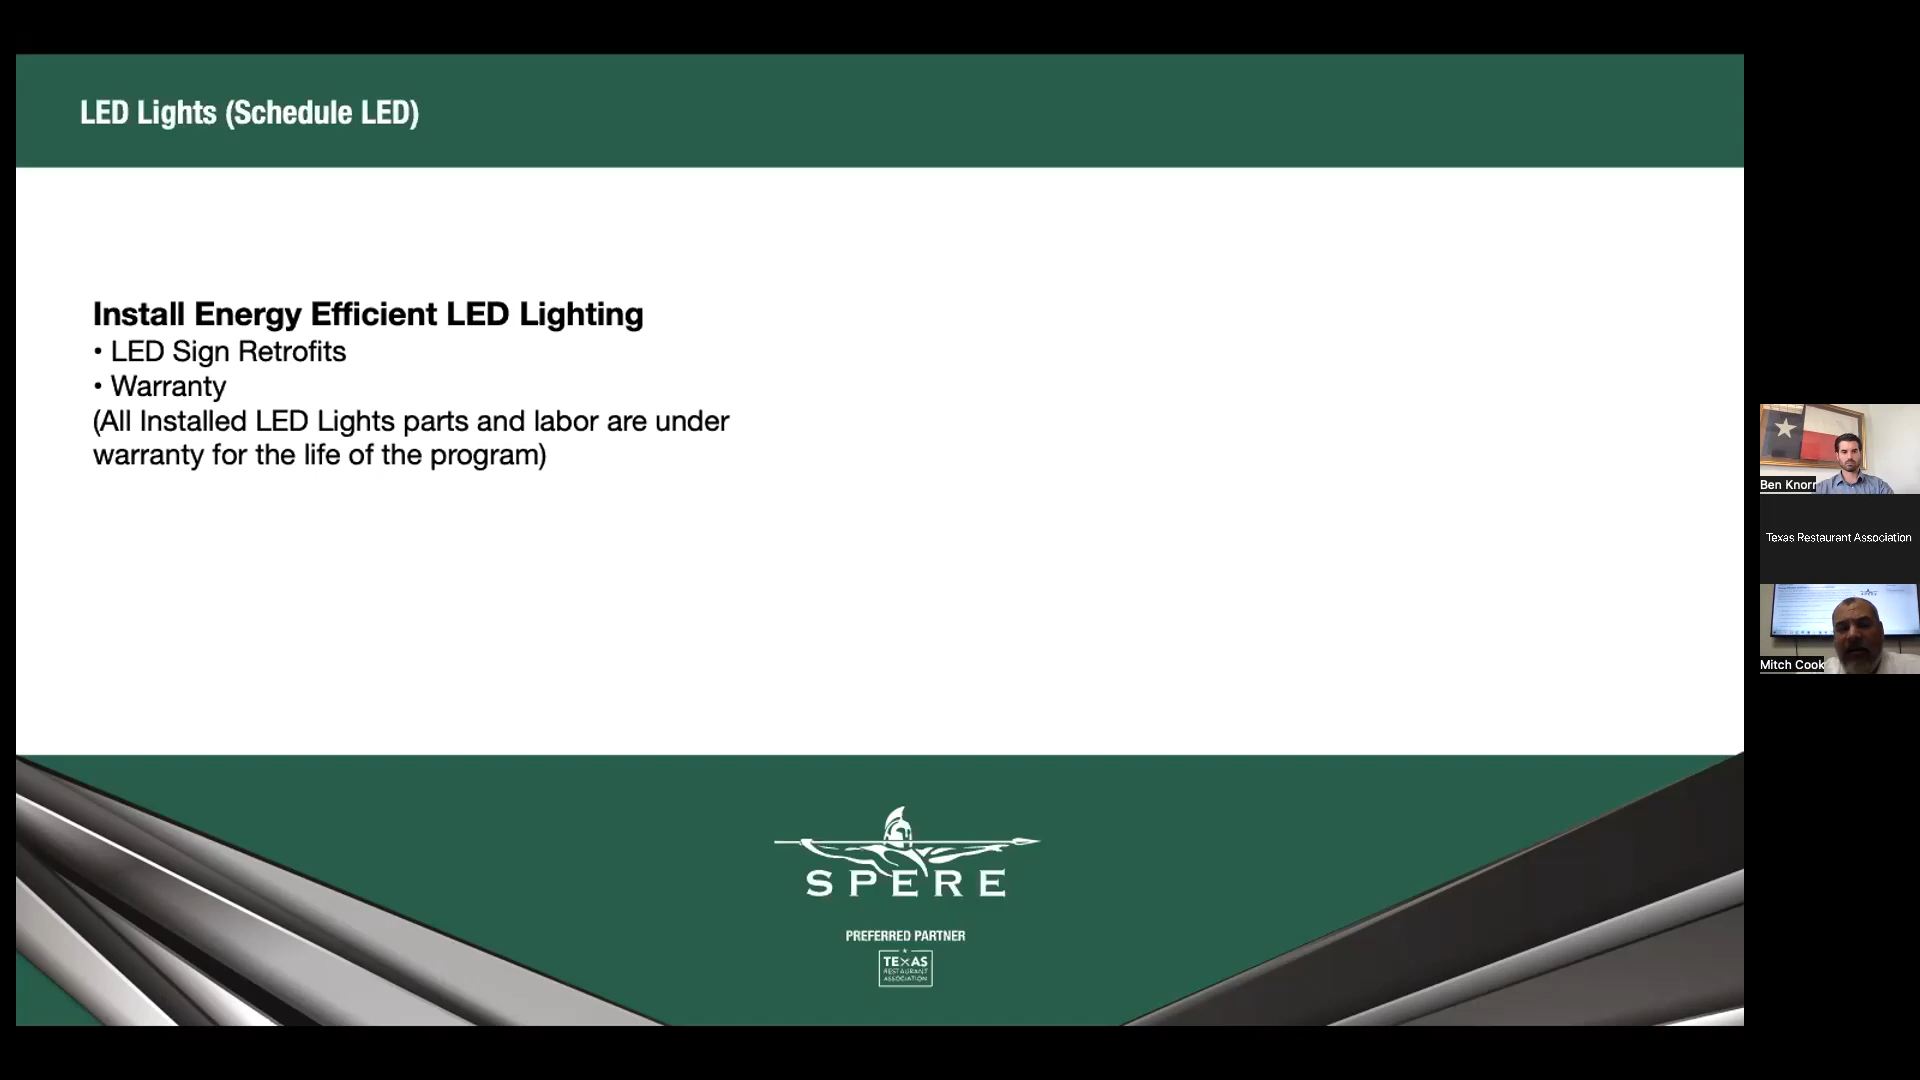 LED Lights (Schedule LED)
Install Energy Efficient LED Lighting
• LED Sign Retrofits
• Warranty
(All Installed LED Lights parts and labor are under
warranty for the life of the program)
Ben Knorr
Texas Restaurant Association
Mitch Cook
SPERE
PREFERRED PARTNER
TEXAS
RESTAURANT
ASSOCIATION